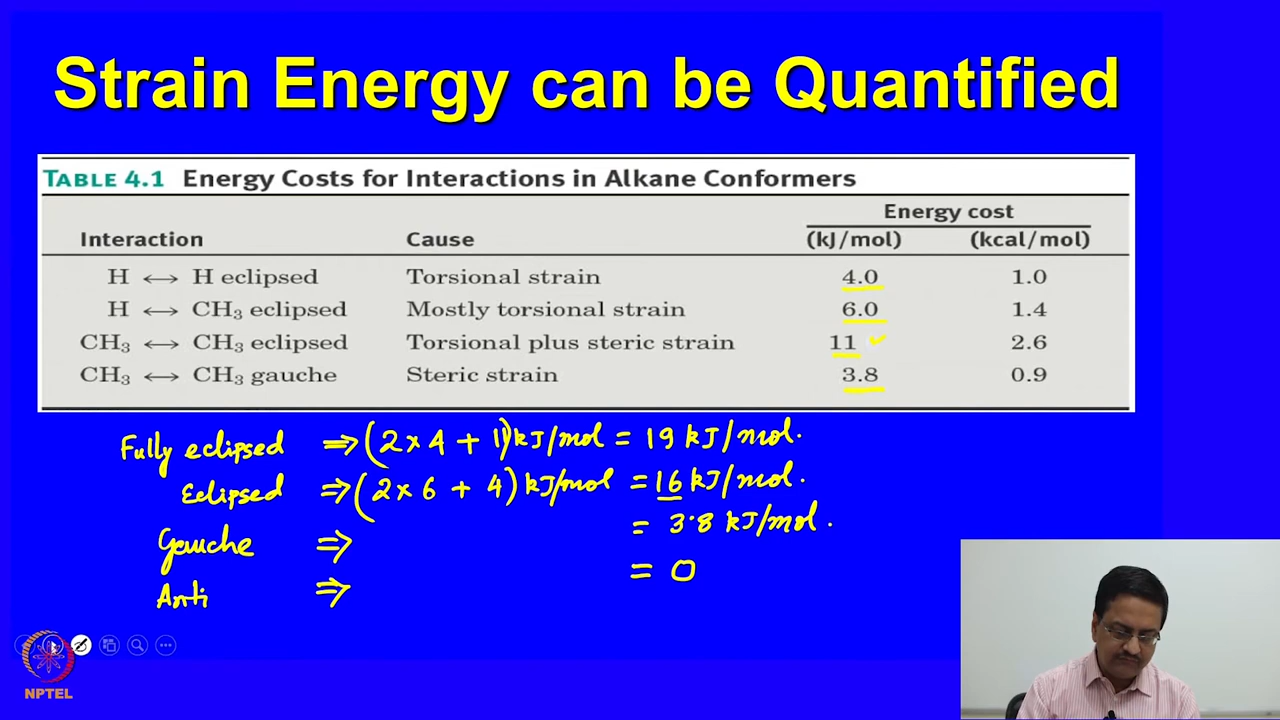 Strain Energy can be Quantified
TABLE 4.1 Energy Costs for Interactions in Alkane Conformers
Energy cost
Interaction Cause (kJ/mol) (kcal/mol)
H ↔ H eclipsed Torsional strain 4.0 1.0
H ↔ CH₃ eclipsed Mostly torsional strain 6.0 1.4
CH₃ ↔ CH₃ eclipsed Torsional plus steric strain 11 2.6
CH₃ ↔ CH₃ gauche Steric strain 3.8 0.9
Fully eclipsed ⇒ (2 × 4 + 11) kJ/mol = 19 kJ/mol.
Eclipsed ⇒ (2 × 6 + 4) kJ/mol = 16 kJ/mol.
Gauche ⇒ = 3.8 kJ/mol.
Anti ⇒ = 0
NPTEL